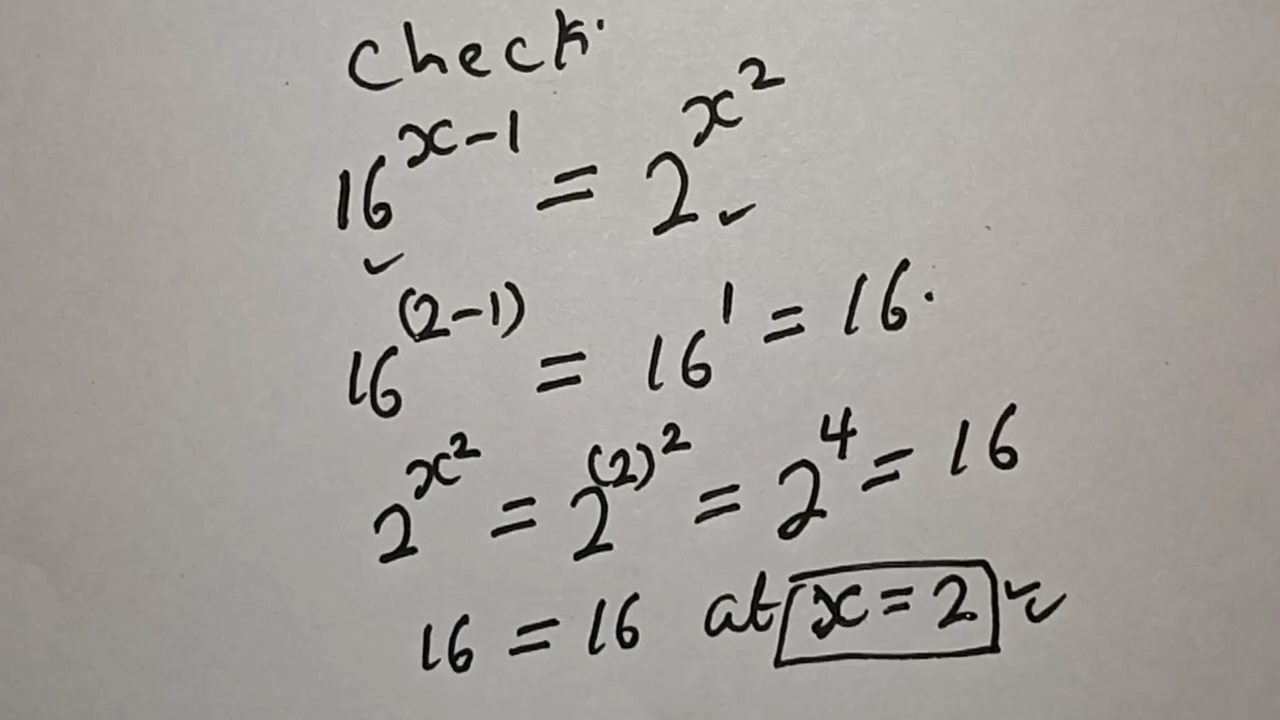 Check.
16^{x-1} = 2^{x^2} ✓
✓
16^{(2-1)} = 16^1 = 16.
2^{x^2} = 2^{(2)^2} = 2^4 = 16
16 = 16 at x = 2 ✓✓